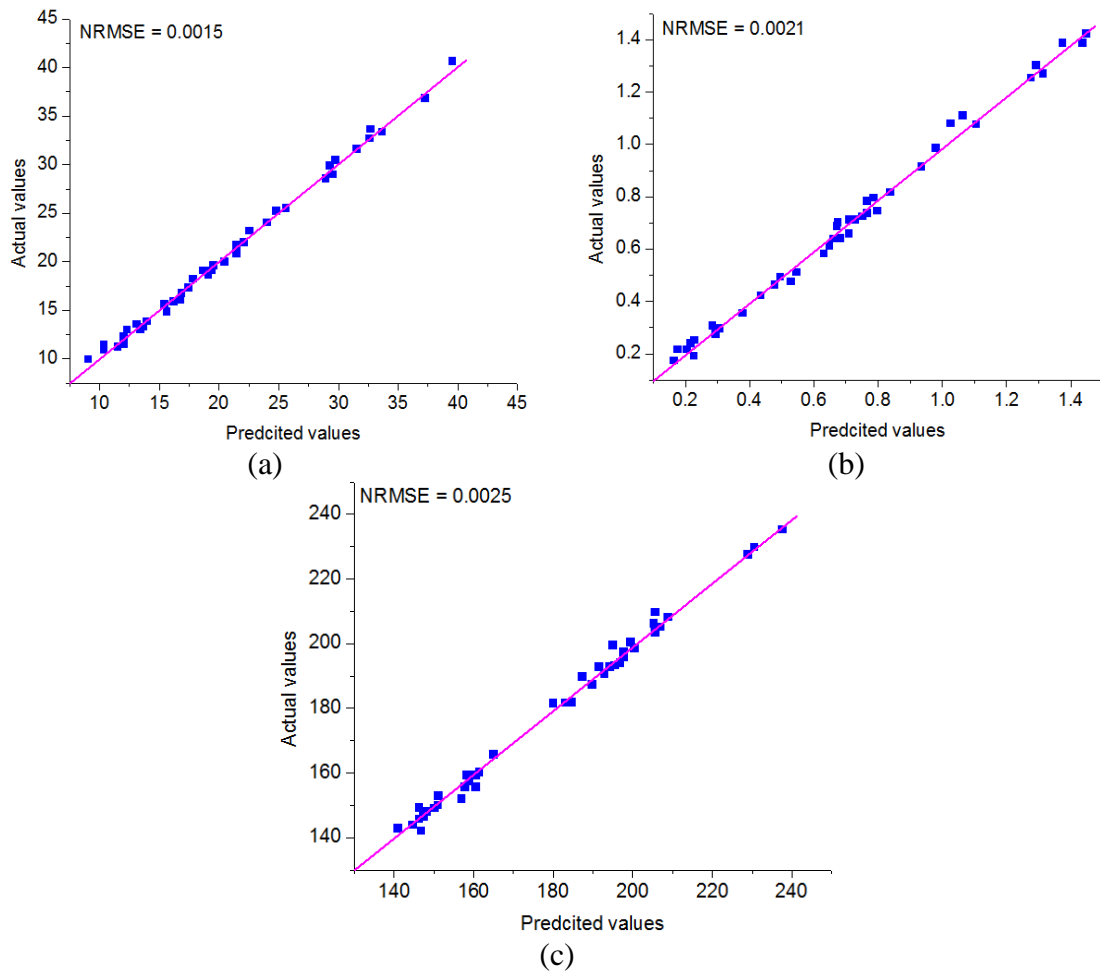 NRMSE = 0.0015
45
40
35
30
25
20
15
10
Actual values
10 15 20 25 30 35 40 45
Predcited values
(a)
NRMSE = 0.0021
1.4
1.2
1.0
0.8
0.6
0.4
0.2
Actual values
0.2 0.4 0.6 0.8 1.0 1.2 1.4
Predcited values
(b)
NRMSE = 0.0025
240
220
200
180
160
140
Actual values
140 160 180 200 220 240
Predcited values
(c)